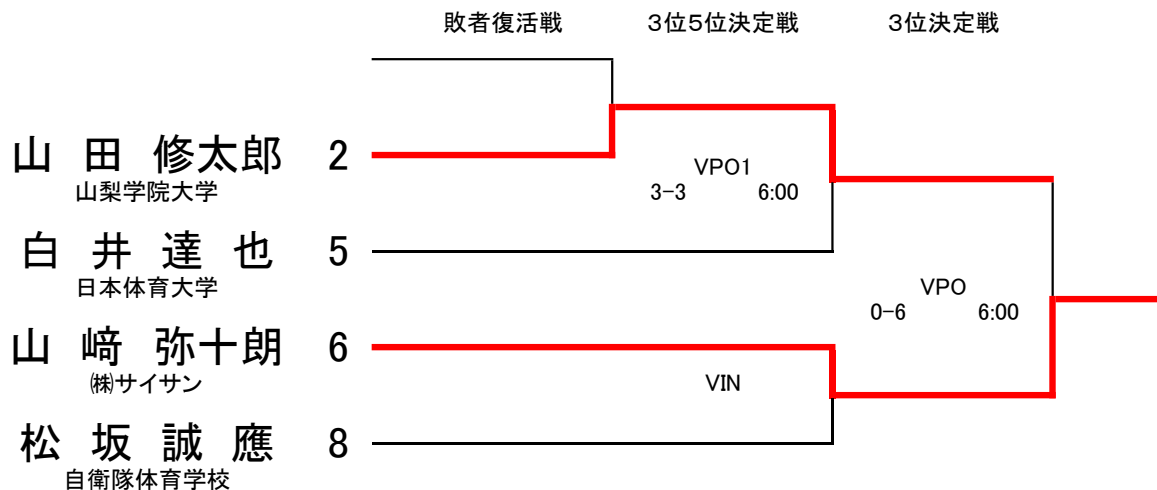 敗者復活戦　3位5位決定戦　3位決定戦
山　田　修太郎　2
山梨学院大学
VPO1
3-3　6:00
白　井　達　也　5
日本体育大学
VPO
0-6　6:00
山　﨑　弥十朗　6
㈱サイサン
VIN
松　坂　誠　應　8
自衛隊体育学校